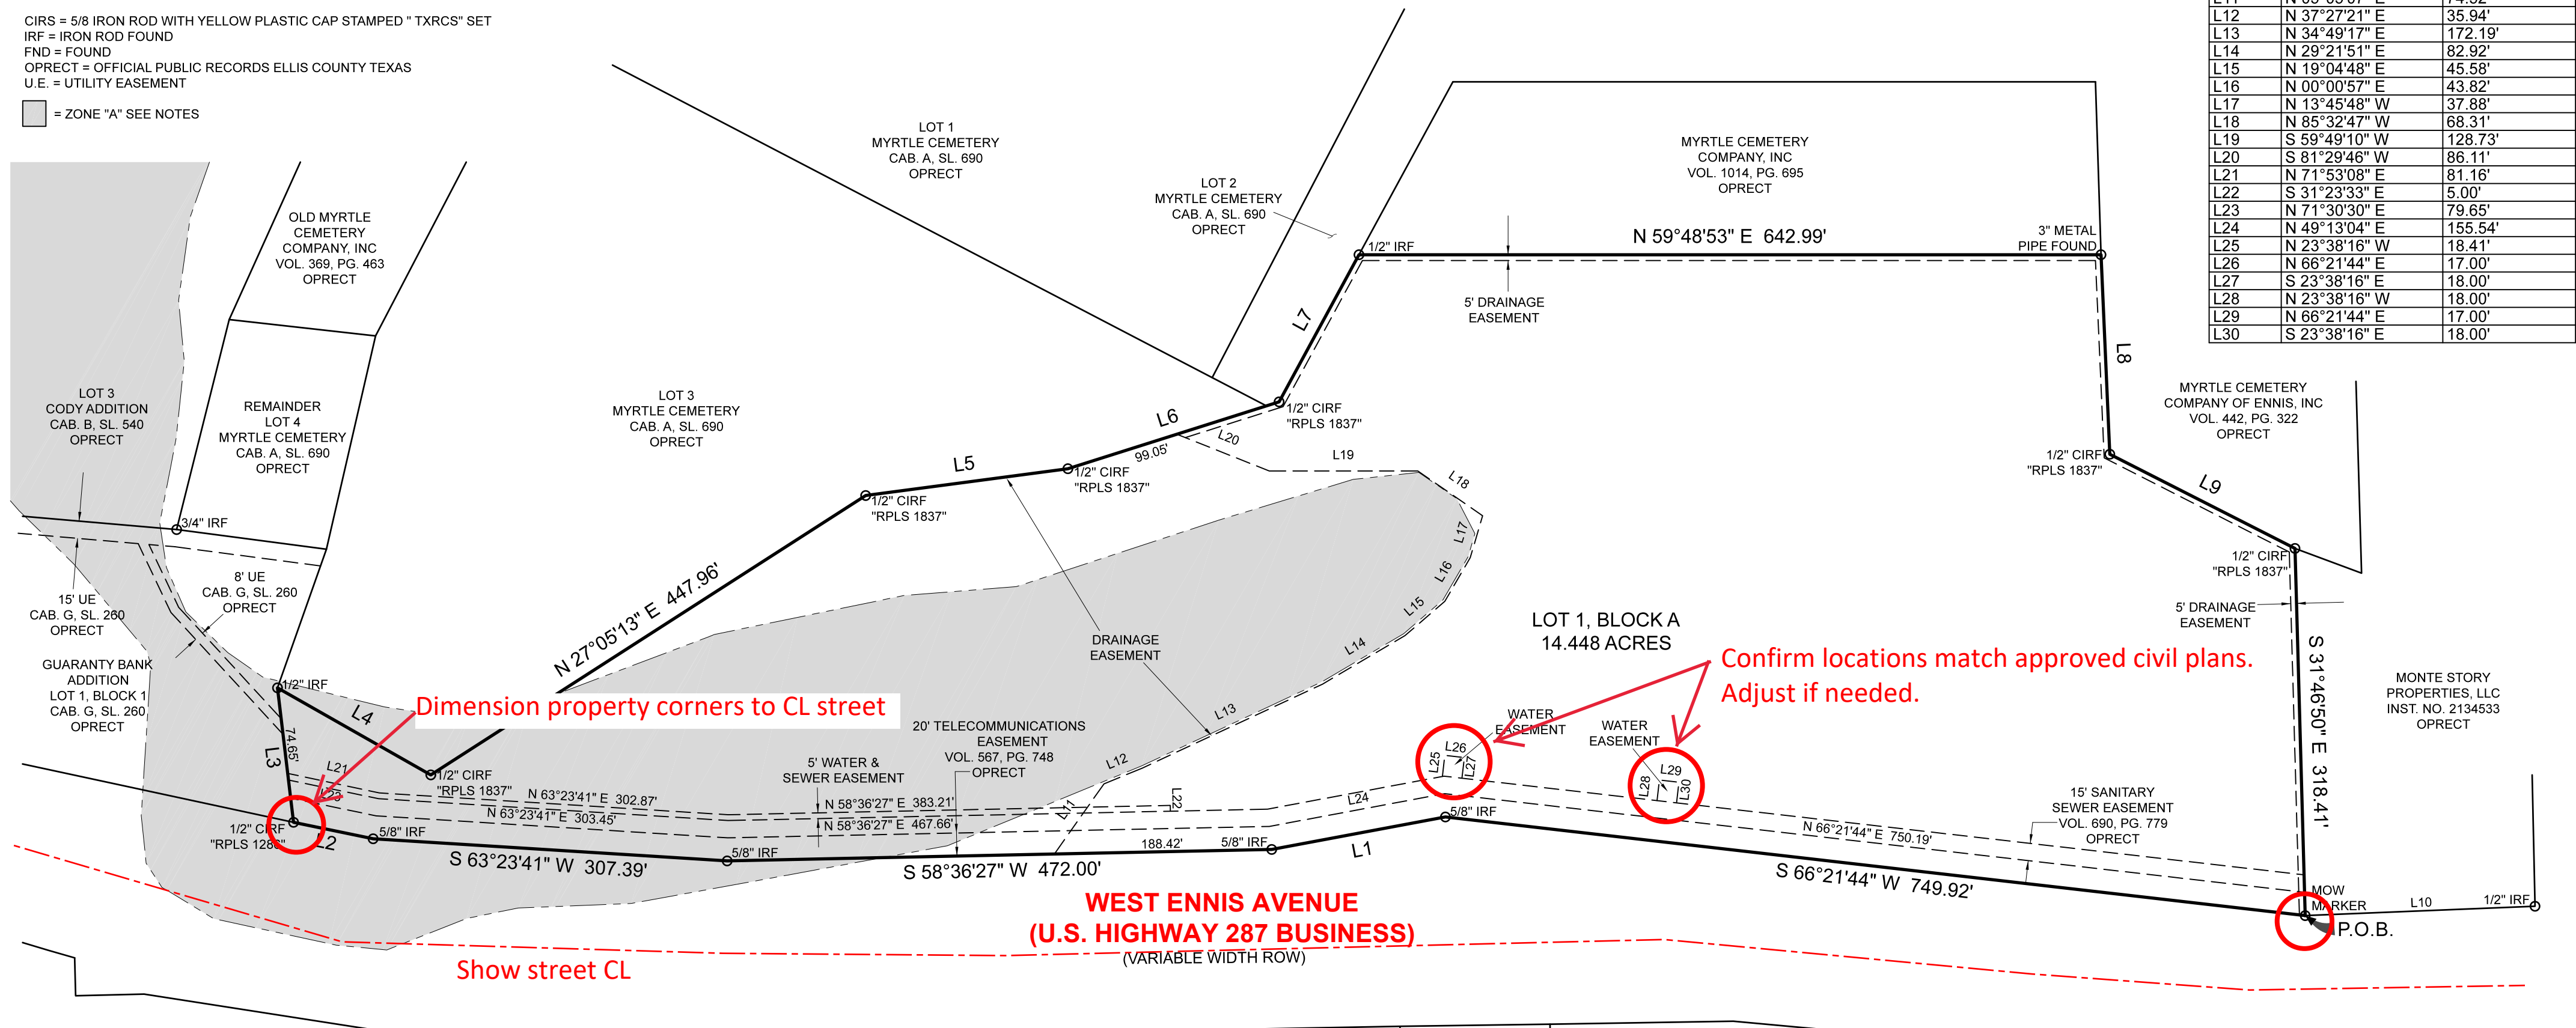 CIRS = 5/8 IRON ROD WITH YELLOW PLASTIC CAP STAMPED " TXRCS" SET
IRF = IRON ROD FOUND
FND = FOUND
OPRECT = OFFICIAL PUBLIC RECORDS ELLIS COUNTY TEXAS
U.E. = UTILITY EASEMENT
= ZONE "A" SEE NOTES
L12 N 37°27'21" E 35.94'
L13 N 34°49'17" E 172.19'
L14 N 29°21'51" E 82.92'
L15 N 19°04'48" E 45.58'
L16 N 00°00'57" E 43.82'
L17 N 13°45'48" W 37.88'
L18 N 85°32'47" W 68.31'
L19 S 59°49'10" W 128.73'
L20 S 81°29'46" W 86.11'
L21 N 71°53'08" E 81.16'
L22 S 31°23'33" E 5.00'
L23 N 71°30'30" E 79.65'
L24 N 49°13'04" E 155.54'
L25 N 23°38'16" W 18.41'
L26 N 66°21'44" E 17.00'
L27 S 23°38'16" E 18.00'
L28 N 23°38'16" W 18.00'
L29 N 66°21'44" E 17.00'
L30 S 23°38'16" E 18.00'
LOT 1
MYRTLE CEMETERY
CAB. A, SL. 690
OPRECT
LOT 2
MYRTLE CEMETERY
CAB. A, SL. 690
OPRECT
MYRTLE CEMETERY
COMPANY, INC
VOL. 1014, PG. 695
OPRECT
OLD MYRTLE
CEMETERY
COMPANY, INC
VOL. 369, PG. 463
OPRECT
1/2" IRF
N 59°48'53" E 642.99'
3" METAL
PIPE FOUND
5' DRAINAGE
EASEMENT
L7
L8
LOT 3
CODY ADDITION
CAB. B, SL. 540
OPRECT
REMAINDER
LOT 4
MYRTLE CEMETERY
CAB. A, SL. 690
OPRECT
LOT 3
MYRTLE CEMETERY
CAB. A, SL. 690
OPRECT
L6
99.05'
1/2" CIRF
"RPLS 1837"
L20
L19
L18
L17
L16
L15
L14
L13
L12
L11
MYRTLE CEMETERY
COMPANY OF ENNIS, INC
VOL. 442, PG. 322
OPRECT
1/2" CIRF
"RPLS 1837"
L9
L5
1/2" CIRF
"RPLS 1837"
1/2" CIRF
"RPLS 1837"
3/4" IRF
8' UE
CAB. G, SL. 260
OPRECT
15' UE
CAB. G, SL. 260
OPRECT
GUARANTY BANK
ADDITION
LOT 1, BLOCK 1
CAB. G, SL. 260
OPRECT
N 27°05'13" E 447.96'
DRAINAGE
EASEMENT
LOT 1, BLOCK A
14.448 ACRES
1/2" CIRF
"RPLS 1837"
5' DRAINAGE
EASEMENT
S 31°46'50" E 318.41'
MONTE STORY
PROPERTIES, LLC
INST. NO. 2134533
OPRECT
Confirm locations match approved civil plans.
Adjust if needed.
1/2" IRF
L4
Dimension property corners to CL street
74.65'
L3
L21
L23
1/2" CIRF
"RPLS 1837"
5' WATER &
SEWER EASEMENT
20' TELECOMMUNICATIONS
EASEMENT
VOL. 567, PG. 748
OPRECT
WATER
EASEMENT
L25
L26
L27
WATER
EASEMENT
L28
L29
L30
15' SANITARY
SEWER EASEMENT
VOL. 690, PG. 779
OPRECT
N 63°23'41" E 302.87'
N 63°23'41" E 303.45'
N 58°36'27" E 383.21'
N 58°36'27" E 467.66'
L22
L24
N 66°21'44" E 750.19'
1/2" CIRF
L2
5/8" IRF
5/8" IRF
188.42'
5/8" IRF
L1
5/8" IRF
S 63°23'41" W 307.39'
S 58°36'27" W 472.00'
S 66°21'44" W 749.92'
MOW
MARKER
L10
1/2" IRF
P.O.B.
WEST ENNIS AVENUE
(U.S. HIGHWAY 287 BUSINESS)
(VARIABLE WIDTH ROW)
Show street CL